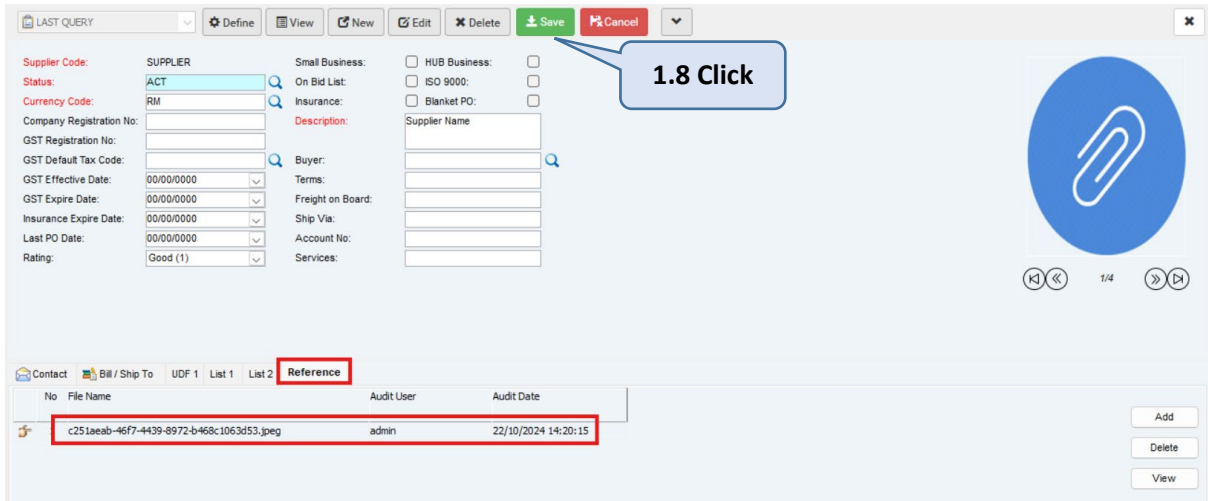 LAST QUERY Define View New Edit Delete Save Cancel
1.8 Click
Supplier Code: SUPPLIER Small Business: HUB Business:
Status: ACT On Bid List: ISO 9000:
Currency Code: RM Insurance: Blanket PO:
Company Registration No: Description: Supplier Name
GST Registration No:
GST Default Tax Code: Buyer:
GST Effective Date: 00/00/0000 Terms:
GST Expire Date: 00/00/0000 Freight on Board:
Insurance Expire Date: 00/00/0000 Ship Via:
Last PO Date: 00/00/0000 Account No:
Rating: Good (1) Services:
1/4
Contact Bill / Ship To UDF 1 List 1 List 2 Reference
No File Name Audit User Audit Date
c251aeab-46f7-4439-8972-b468c1063d53.jpeg admin 22/10/2024 14:20:15
Add
Delete
View